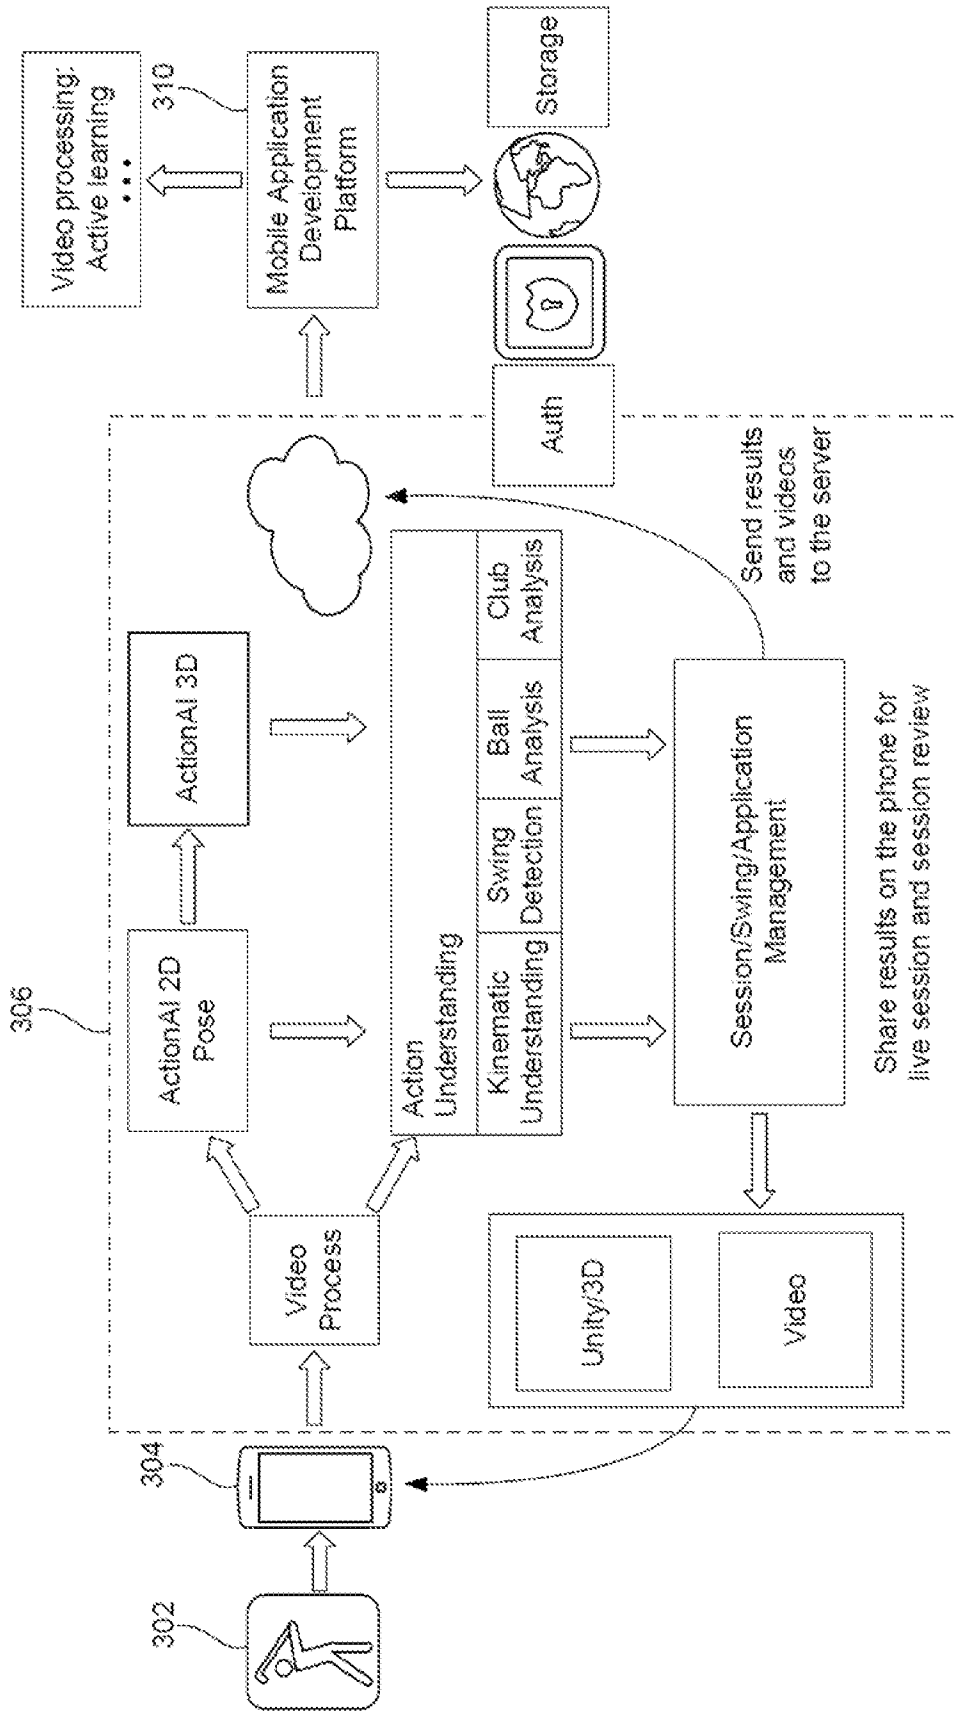 302
304
306
Video
Process
ActionAI 2D
Pose
ActionAI 3D
Action
Understanding
Kinematic
Understanding
Swing
Detection
Ball
Analysis
Club
Analysis
Unity/3D
Video
Session/Swing/Application
Management
Share results on the phone for
live session and session review
Send results
and videos
to the server
Video processing:
Active learning
•••
310
Mobile Application
Development
Platform
Auth
Storage